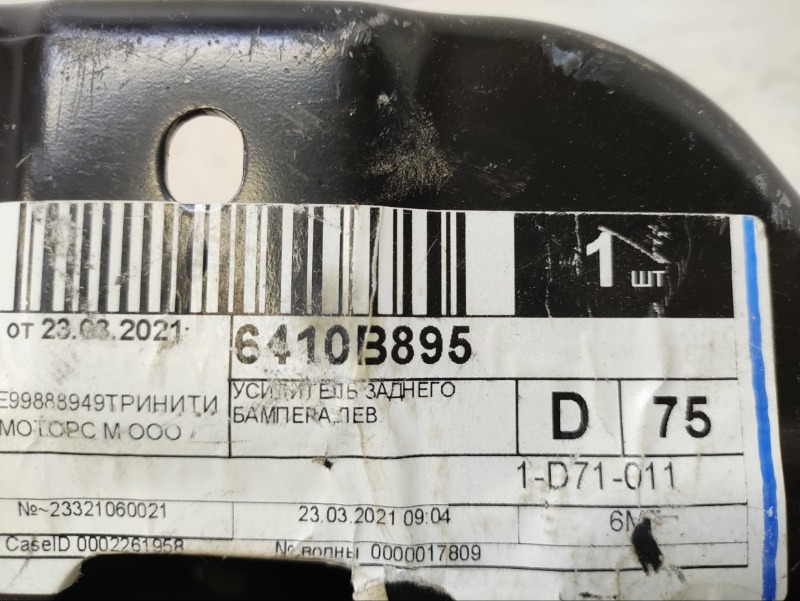 1 шт
от 23.03.2021
6410B895
E99888949ТРИНИТИ
МОТОРС М ООО
УСИЛИТЕЛЬ ЗАДНЕГО
БАМПЕРА ЛЕВ
D
75
1-D71-011
№~23321060021
23.03.2021 09:04
CaseID 0002261958
№ волны 0000017809